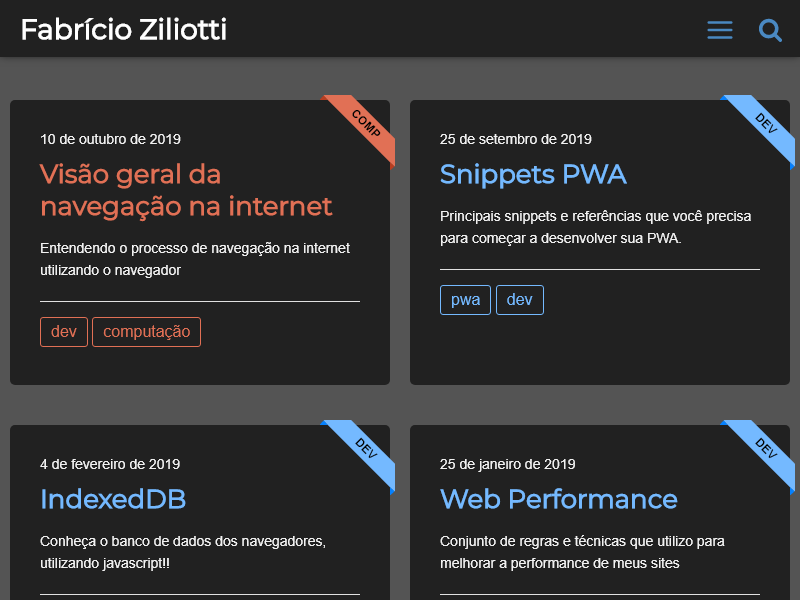 Fabrício Ziliotti
COMP
10 de outubro de 2019
Visão geral da
navegação na internet
Entendendo o processo de navegação na internet
utilizando o navegador
dev computação
DEV
25 de setembro de 2019
Snippets PWA
Principais snippets e referências que você precisa
para começar a desenvolver sua PWA.
pwa dev
DEV
4 de fevereiro de 2019
IndexedDB
Conheça o banco de dados dos navegadores,
utilizando javascript!!
DEV
25 de janeiro de 2019
Web Performance
Conjunto de regras e técnicas que utilizo para
melhorar a performance de meus sites